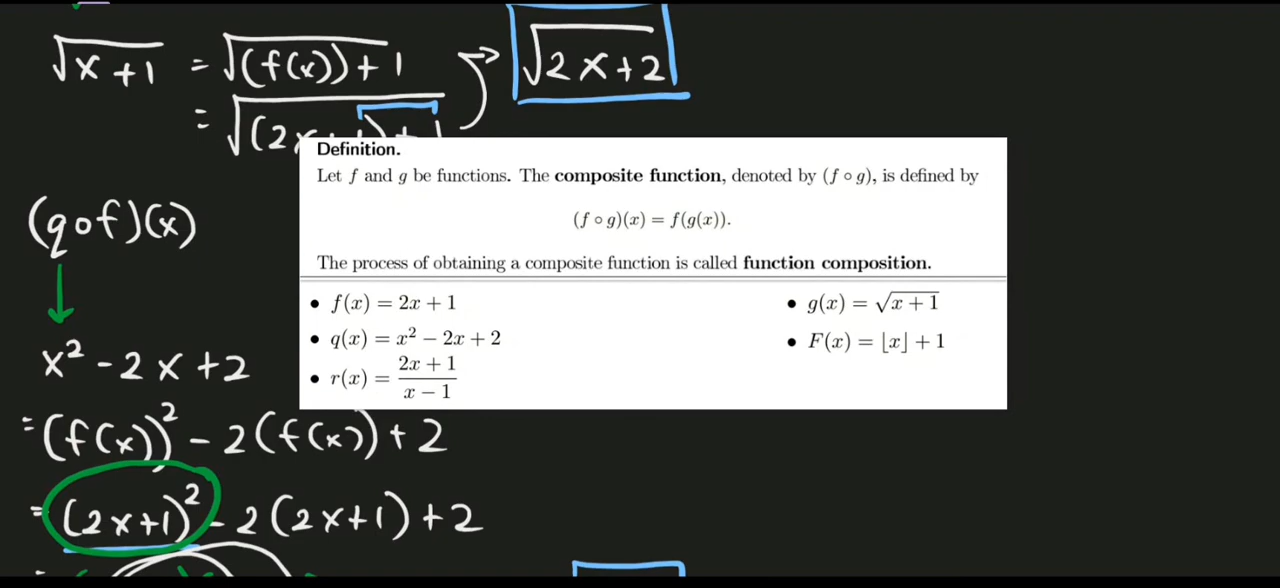 √x+1 = √(f(x))+1 √2x+2
= √(2x+1)+1
Definition.
Let f and g be functions. The composite function, denoted by (f ∘ g), is defined by
(f ∘ g)(x) = f(g(x)).
The process of obtaining a composite function is called function composition.
• f(x) = 2x + 1 • g(x) = √x + 1
• q(x) = x² − 2x + 2 • F(x) = ⌊x⌋ + 1
• r(x) = 2x + 1 / x − 1
(q∘f)(x)
x² - 2x + 2
= (f(x))² - 2(f(x)) + 2
= (2x+1)² - 2(2x+1) + 2
=